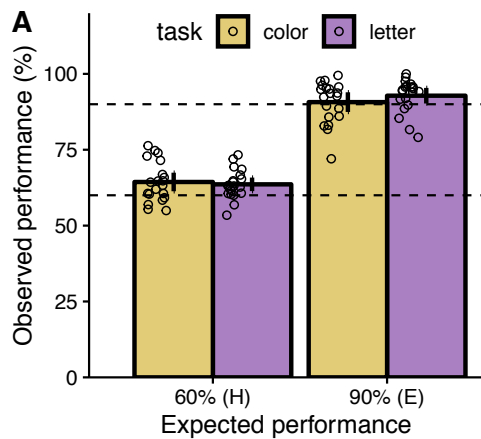 A
task color letter
Observed performance (%)
100
75
50
25
0
60% (H) 90% (E)
Expected performance